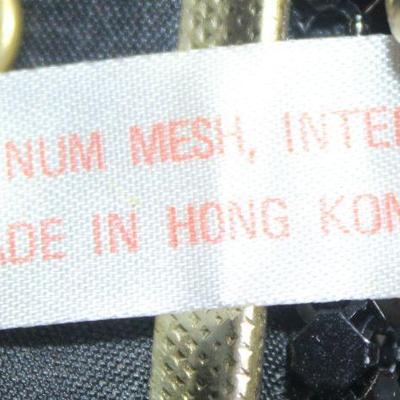 NUM MESH, INTE
ADE IN HONG KON